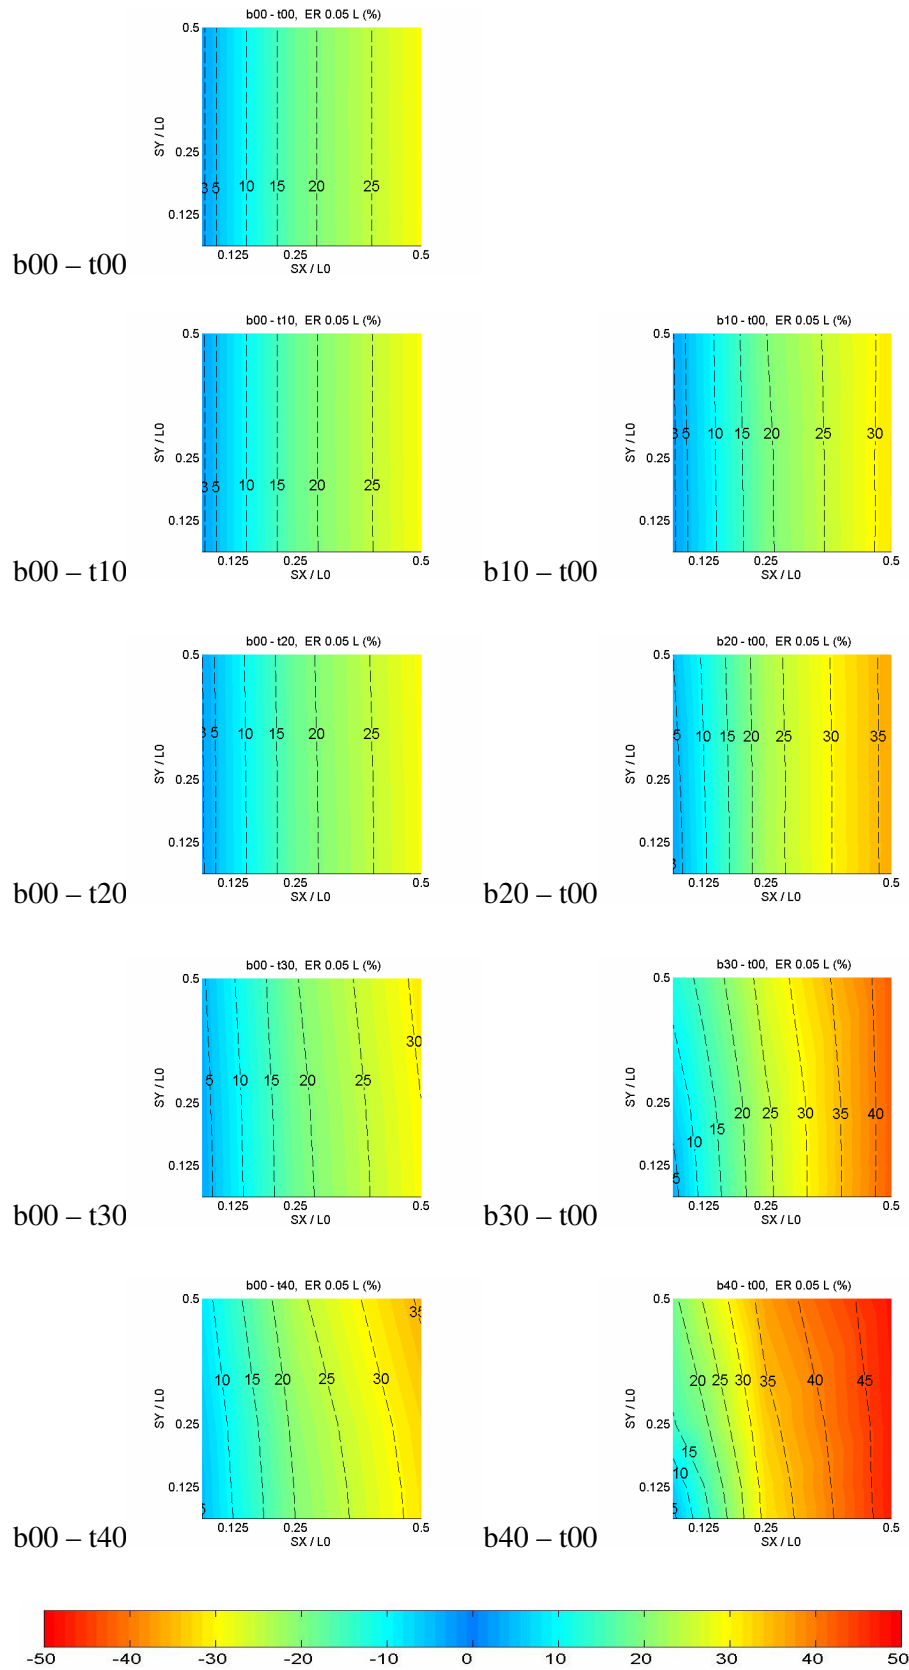 b00 - t00, ER 0.05 L (%)
0.5
SY / L0
0.25
3 5 10 15 20 25
0.125
0.125 0.25 0.5
SX / L0
b00 – t00
b00 - t10, ER 0.05 L (%)
0.5
SY / L0
0.25
3 5 10 15 20 25
0.125
0.125 0.25 0.5
SX / L0
b00 – t10
b10 - t00, ER 0.05 L (%)
0.5
3 5 10 15 20 25 30
SY / L0
0.25
0.125
0.125 0.25 0.5
SX / L0
b10 – t00
b00 - t20, ER 0.05 L (%)
0.5
3 5 10 15 20 25
SY / L0
0.25
0.125
0.125 0.25 0.5
SX / L0
b00 – t20
b20 - t00, ER 0.05 L (%)
0.5
5 10 15 20 25 30 35
SY / L0
0.25
0.125
3
0.125 0.25 0.5
SX / L0
b20 – t00
b00 - t30, ER 0.05 L (%)
0.5
30
5 10 15 20 25
SY / L0
0.25
0.125
0.125 0.25 0.5
SX / L0
b00 – t30
b30 - t00, ER 0.05 L (%)
0.5
SY / L0
0.25
20 25 30 35 40
15
10
5
0.125
0.125 0.25 0.5
SX / L0
b30 – t00
b00 - t40, ER 0.05 L (%)
0.5
35
10 15 20 25 30
SY / L0
0.25
0.125
5
0.125 0.25 0.5
SX / L0
b00 – t40
b40 - t00, ER 0.05 L (%)
0.5
20 25 30 35 40 45
SY / L0
0.25
15
10
0.125
5
0.125 0.25 0.5
SX / L0
b40 – t00
-50 -40 -30 -20 -10 0 10 20 30 40 50